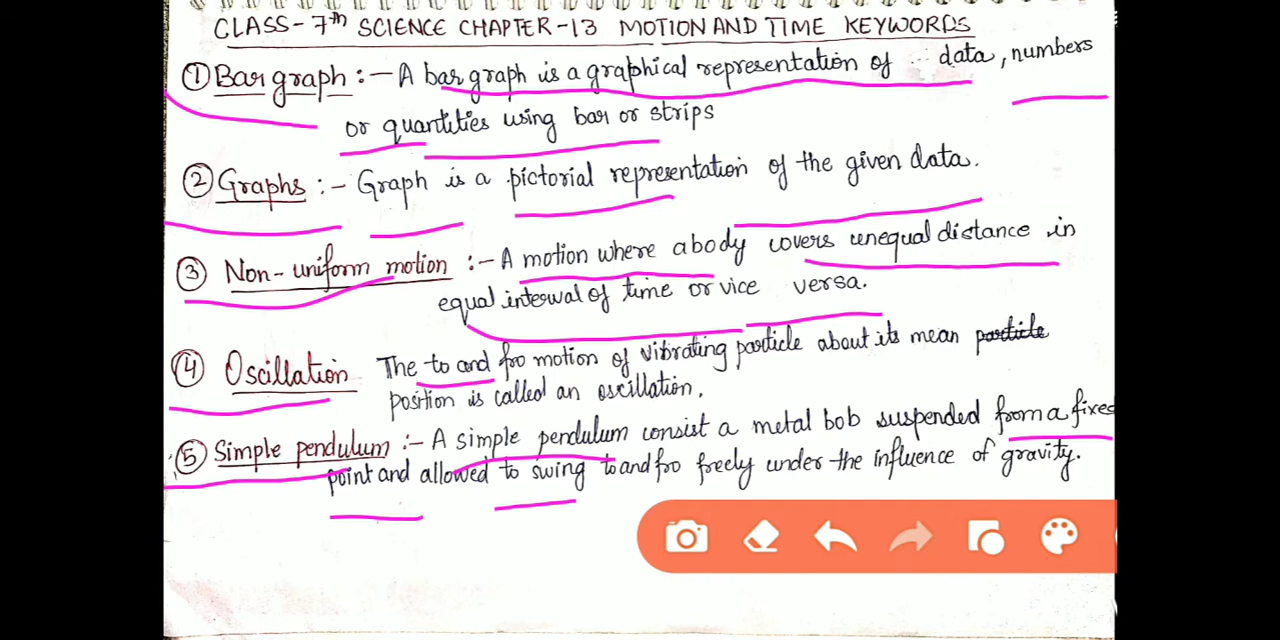 CLASS-7th SCIENCE CHAPTER-13 MOTION AND TIME KEYWORDS
① Bar graph :- A bar graph is a graphical representation of ... data, numbers
or quantities using bar or strips
② Graphs :- Graph is a pictorial representation of the given data.
③ Non-uniform motion :- A motion where a body covers unequal distance in
equal interval of time or vice versa.
④ Oscillation The to and fro motion of vibrating particle about its mean particle
position is called an oscillation.
⑤ Simple pendulum :- A simple pendulum consist a metal bob suspended from a fixed
point and allowed to swing to and fro freely under the influence of gravity.